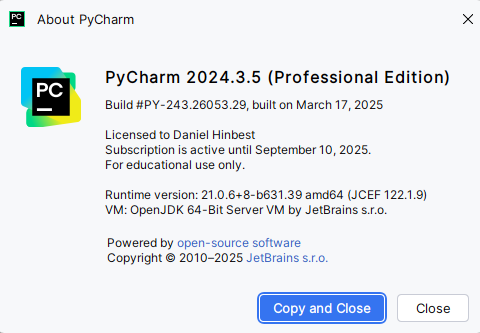 PC
About PyCharm
PC
PyCharm 2024.3.5 (Professional Edition)
Build #PY-243.26053.29, built on March 17, 2025
Licensed to Daniel Hinbest
Subscription is active until September 10, 2025.
For educational use only.
Runtime version: 21.0.6+8-b631.39 amd64 (JCEF 122.1.9)
VM: OpenJDK 64-Bit Server VM by JetBrains s.r.o.
Powered by open-source software
Copyright © 2010–2025 JetBrains s.r.o.
Copy and Close
Close